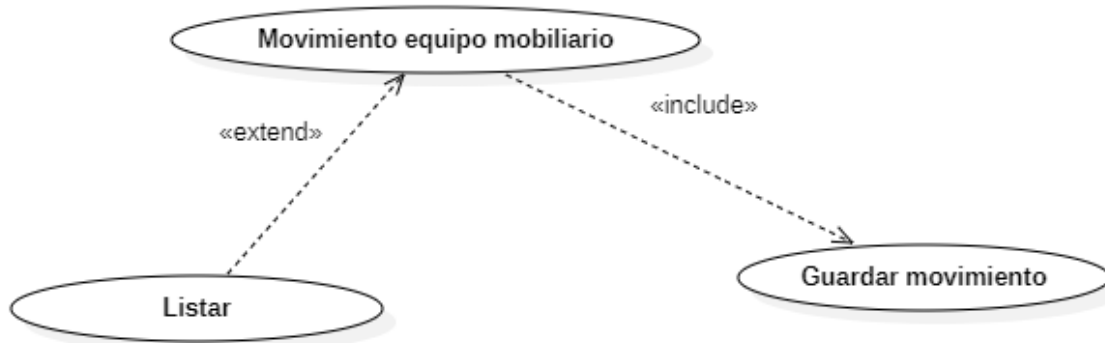 Movimiento equipo mobiliario
«extend»
«include»
Listar
Guardar movimiento